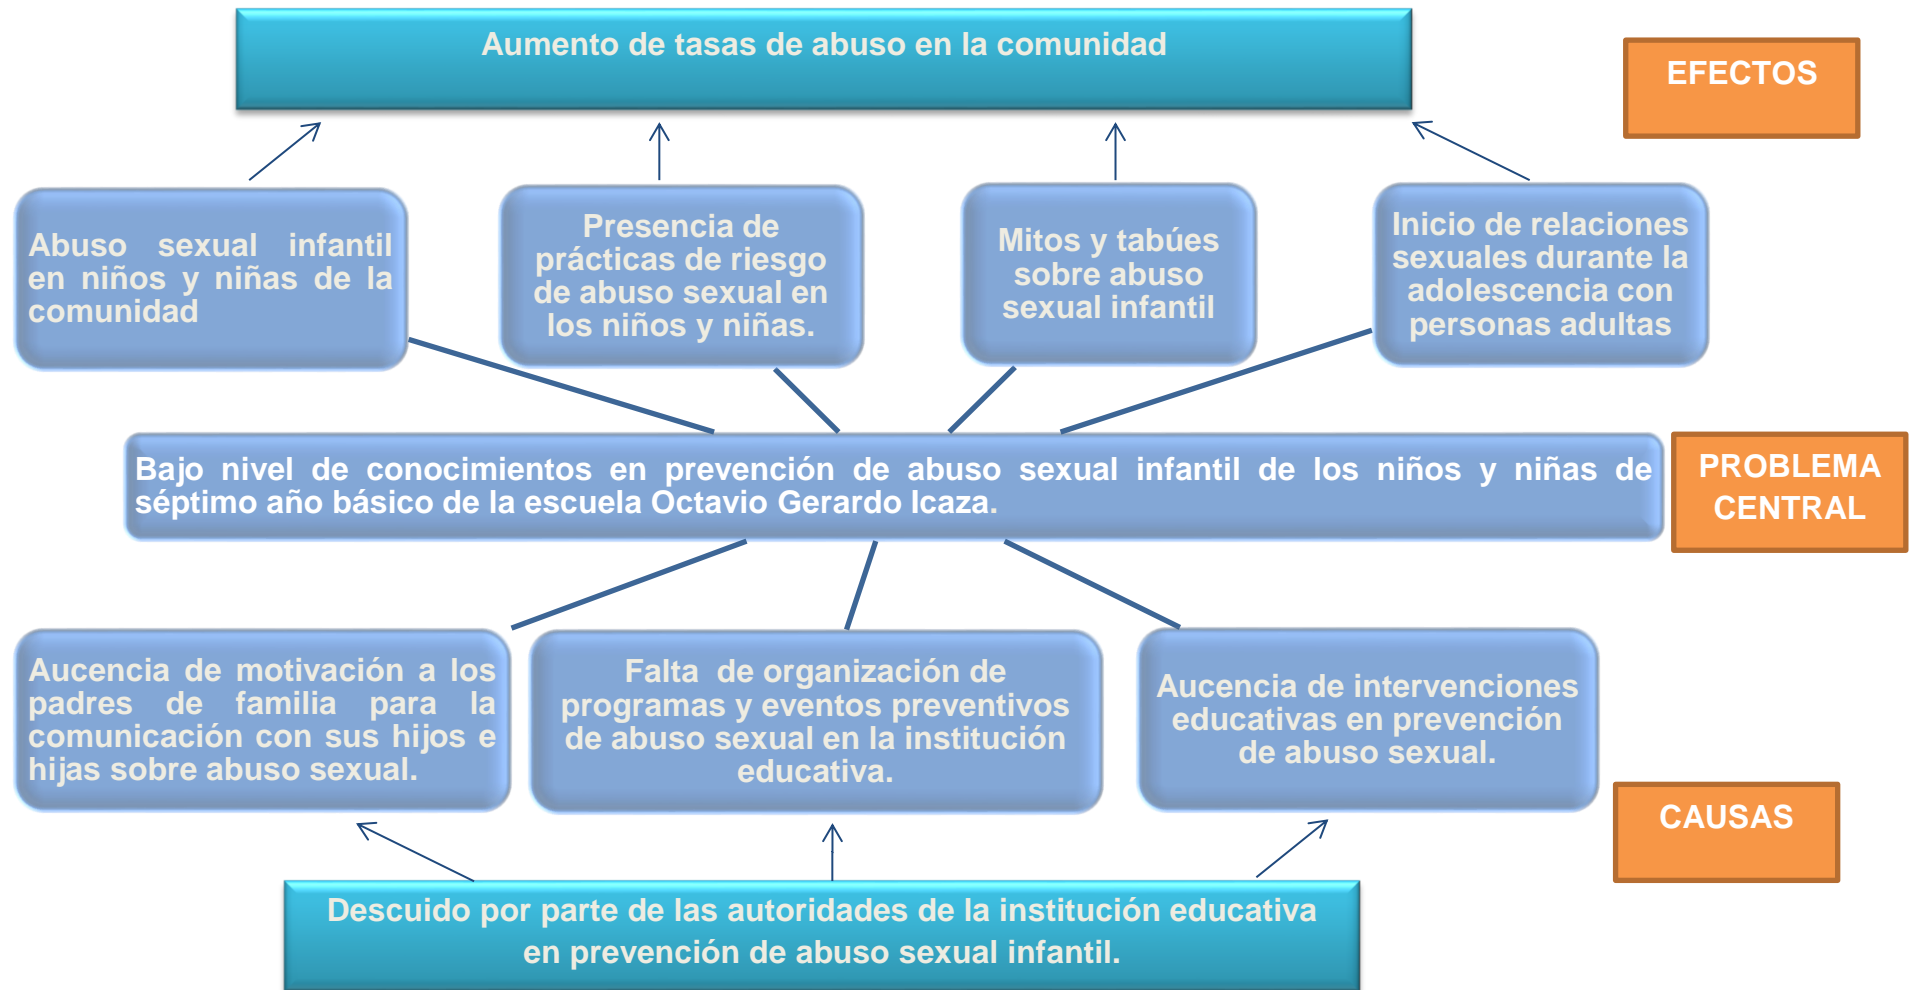 Aumento de tasas de abuso en la comunidad
EFECTOS
Abuso sexual infantil
en niños y niñas de la
comunidad
Presencia de
prácticas de riesgo
de abuso sexual en
los niños y niñas.
Mitos y tabúes
sobre abuso
sexual infantil
Inicio de relaciones
sexuales durante la
adolescencia con
personas adultas
Bajo nivel de conocimientos en prevención de abuso sexual infantil de los niños y niñas de
séptimo año básico de la escuela Octavio Gerardo Icaza.
PROBLEMA
CENTRAL
Aucencia de motivación a los
padres de familia para la
comunicación con sus hijos e
hijas sobre abuso sexual.
Falta de organización de
programas y eventos preventivos
de abuso sexual en la institución
educativa.
Aucencia de intervenciones
educativas en prevención
de abuso sexual.
CAUSAS
Descuido por parte de las autoridades de la institución educativa
en prevención de abuso sexual infantil.